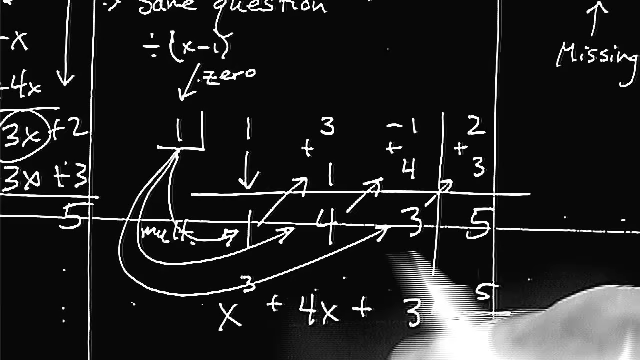 Same question
-x
÷(x-1)
Missing
-4x
zero
3x +2
1 1 3 -1 2
+ + +
3x +3
1 4 3
5
mult. 1 4 3 5
x³ + 4x + 3 5